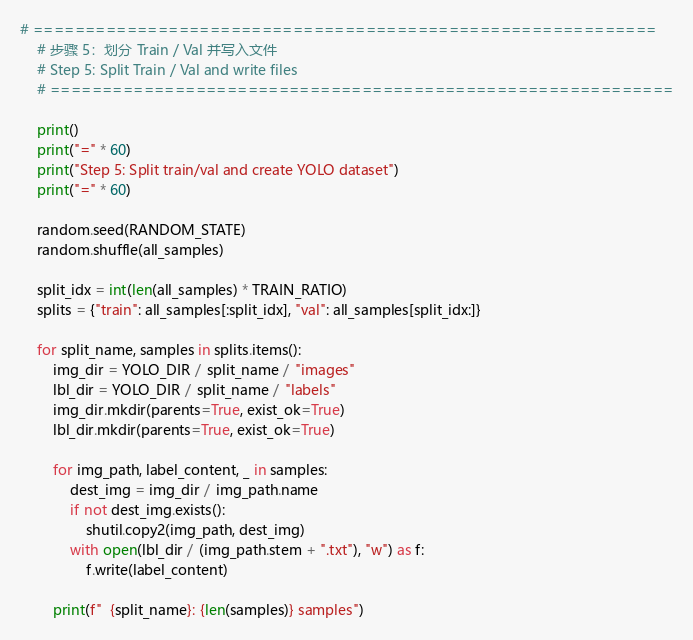 # ============================================================
# 步骤 5: 划分 Train / Val 并写入文件
# Step 5: Split Train / Val and write files
# ============================================================
print()
print("=" * 60)
print("Step 5: Split train/val and create YOLO dataset")
print("=" * 60)
random.seed(RANDOM_STATE)
random.shuffle(all_samples)
split_idx = int(len(all_samples) * TRAIN_RATIO)
splits = {"train": all_samples[:split_idx], "val": all_samples[split_idx:]}
for split_name, samples in splits.items():
img_dir = YOLO_DIR / split_name / "images"
lbl_dir = YOLO_DIR / split_name / "labels"
img_dir.mkdir(parents=True, exist_ok=True)
lbl_dir.mkdir(parents=True, exist_ok=True)
for img_path, label_content, _ in samples:
dest_img = img_dir / img_path.name
if not dest_img.exists():
shutil.copy2(img_path, dest_img)
with open(lbl_dir / (img_path.stem + ".txt"), "w") as f:
f.write(label_content)
print(f"  {split_name}: {len(samples)} samples")